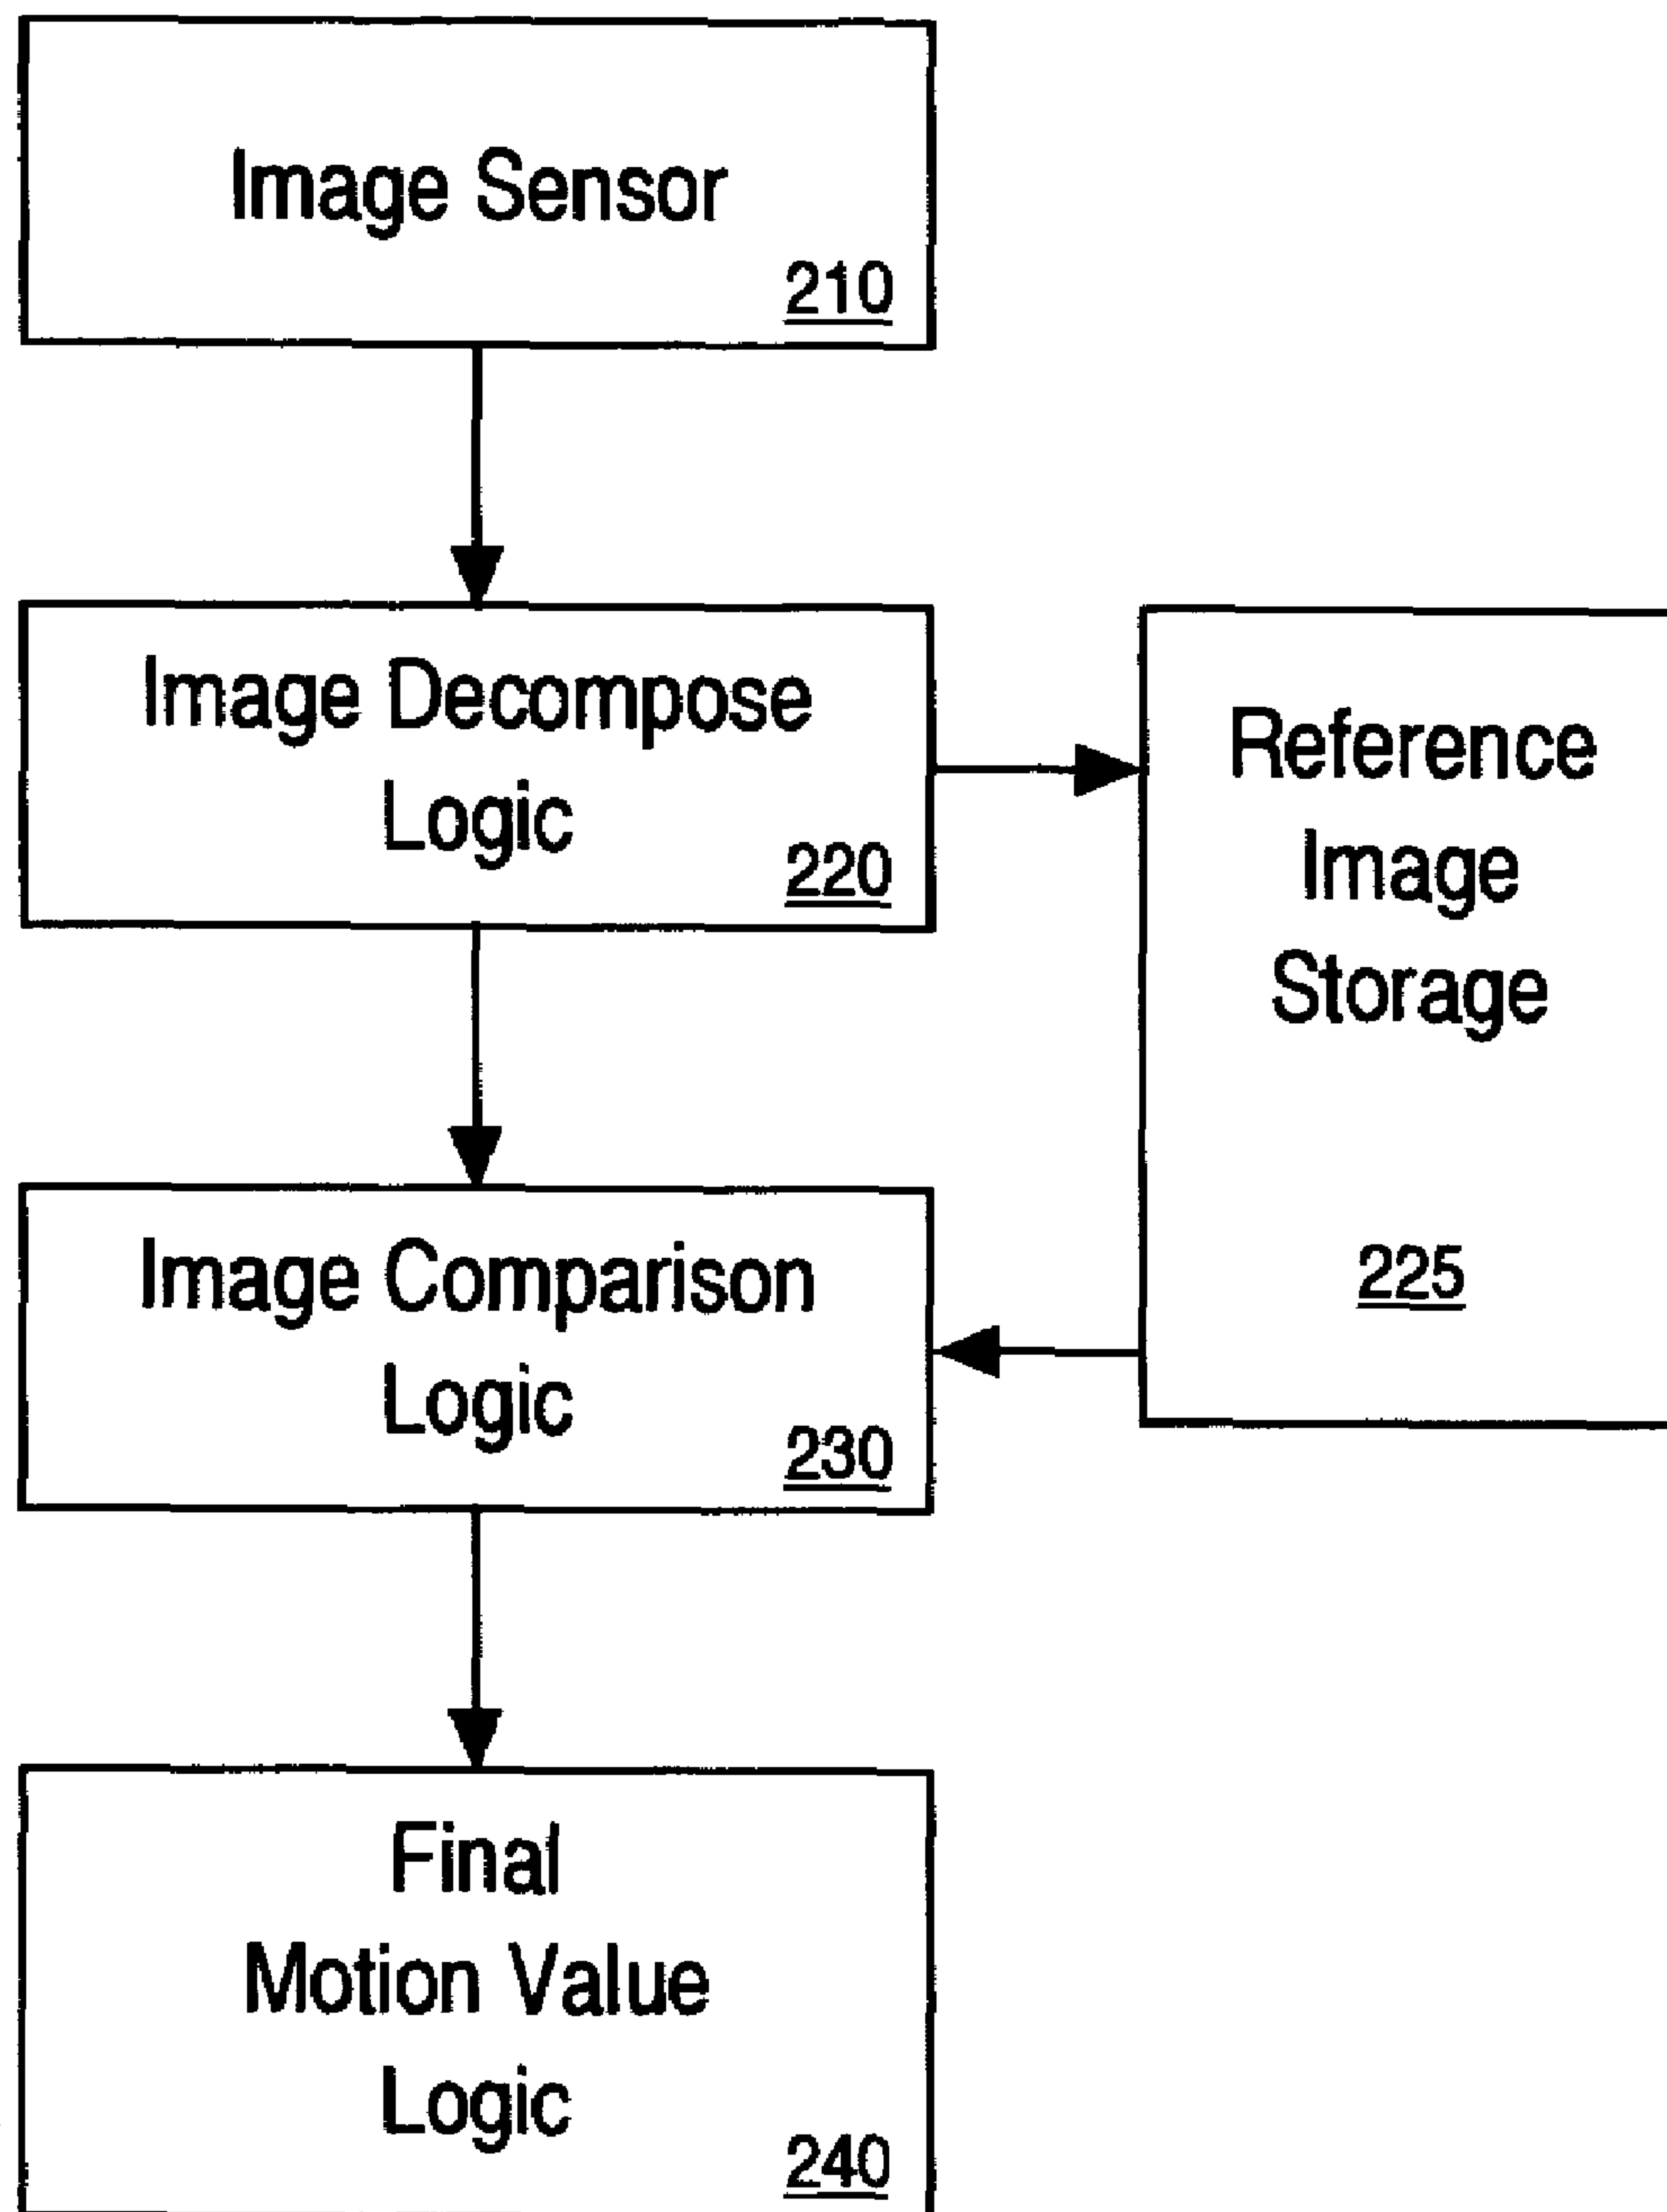 Image Sensor
210
Image Decompose
Logic
220
Reference
Image
Storage
225
Image Comparison
Logic
230
Final
Motion Value
Logic
240